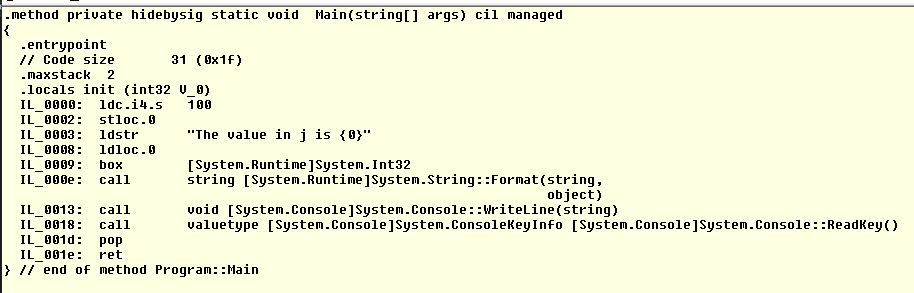 .method private hidebysig static void  Main(string[] args) cil managed
{
  .entrypoint
  // Code size       31 (0x1f)
  .maxstack  2
  .locals init (int32 V_0)
  IL_0000:  ldc.i4.s   100
  IL_0002:  stloc.0
  IL_0003:  ldstr      "The value in j is {0}"
  IL_0008:  ldloc.0
  IL_0009:  box        [System.Runtime]System.Int32
  IL_000e:  call       string [System.Runtime]System.String::Format(string,
                                                                    object)
  IL_0013:  call       void [System.Console]System.Console::WriteLine(string)
  IL_0018:  call       valuetype [System.Console]System.ConsoleKeyInfo [System.Console]System.Console::ReadKey()
  IL_001d:  pop
  IL_001e:  ret
} // end of method Program::Main